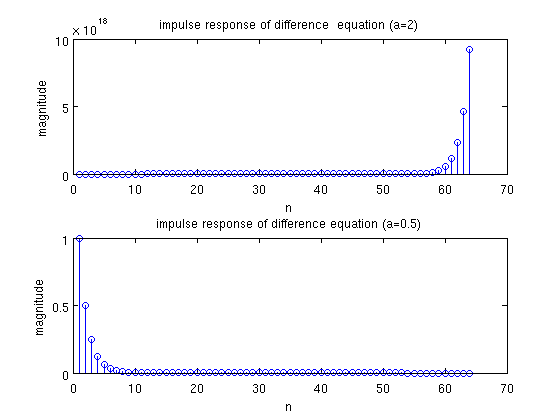 impulse response of difference  equation (a=2)
× 10^18
10
5
0
magnitude
0 10 20 30 40 50 60 70
n
impulse response of difference equation (a=0.5)
1
0.5
0
magnitude
0 10 20 30 40 50 60 70
n